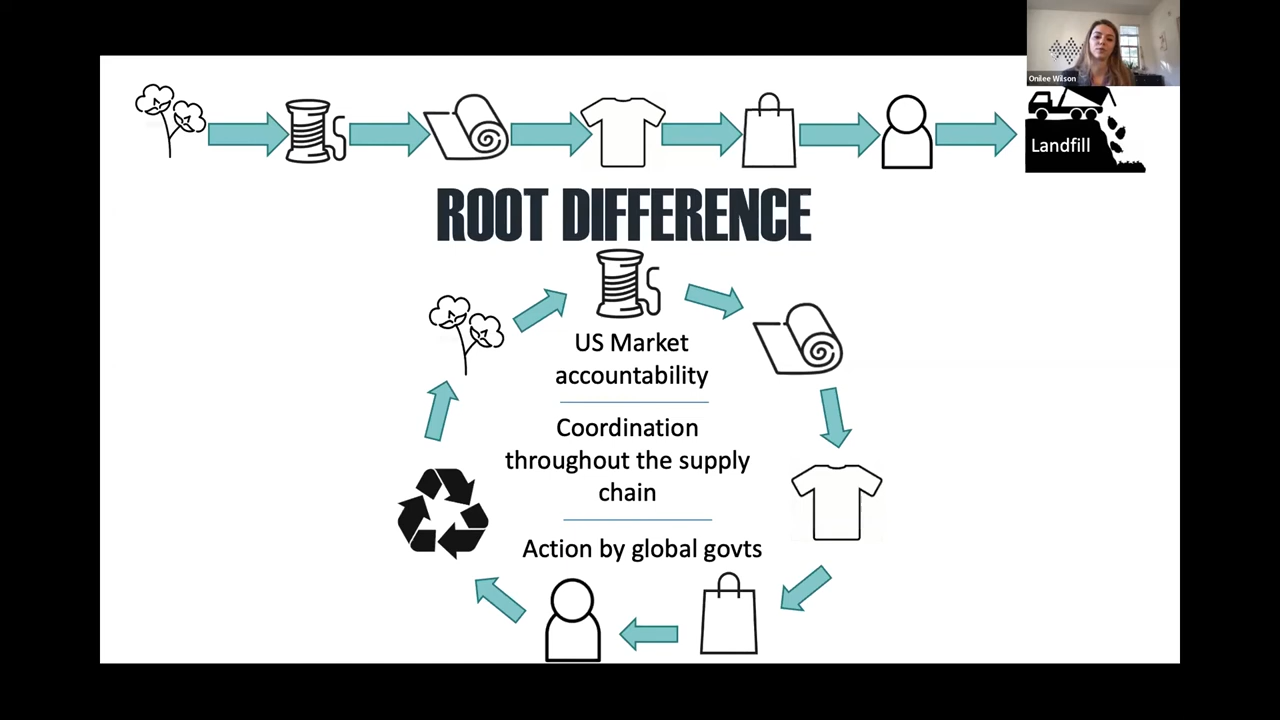 Onilee Wilson
Landfill
ROOT DIFFERENCE
US Market
accountability
Coordination
throughout the supply
chain
Action by global govts